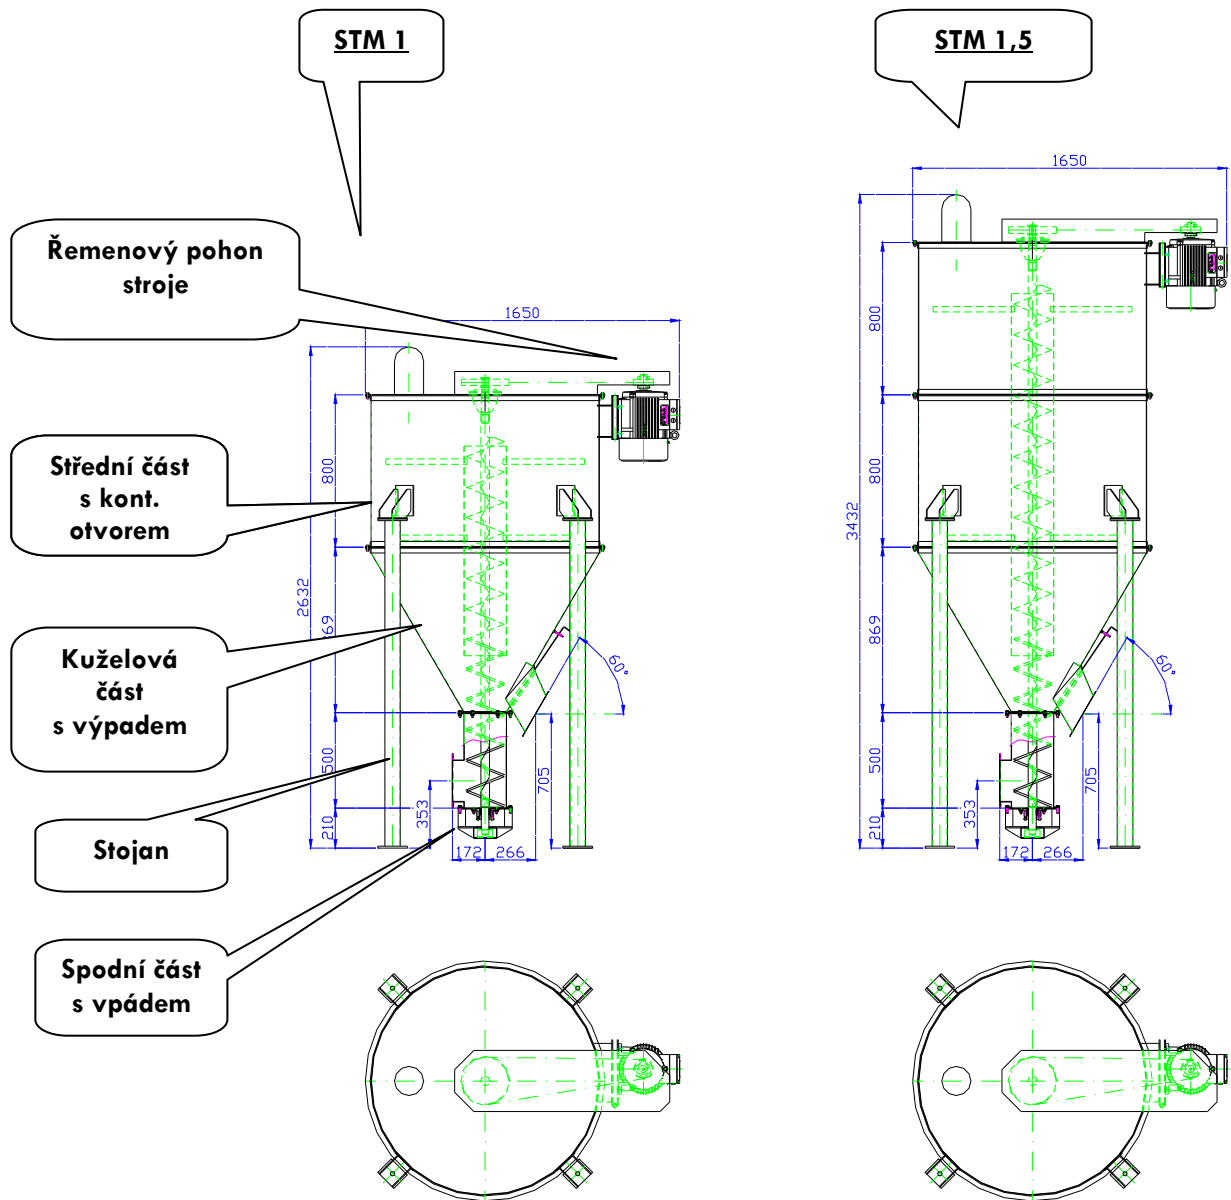 STM 1
STM 1,5
Řemenový pohon
stroje
Střední část
s kont.
otvorem
Kuželová
část
s výpadem
Stojan
Spodní část
s vpádem
1650
2632
800
69
500
210
353
705
172
266
60°
1650
3432
800
800
869
500
210
353
705
172
266
60°